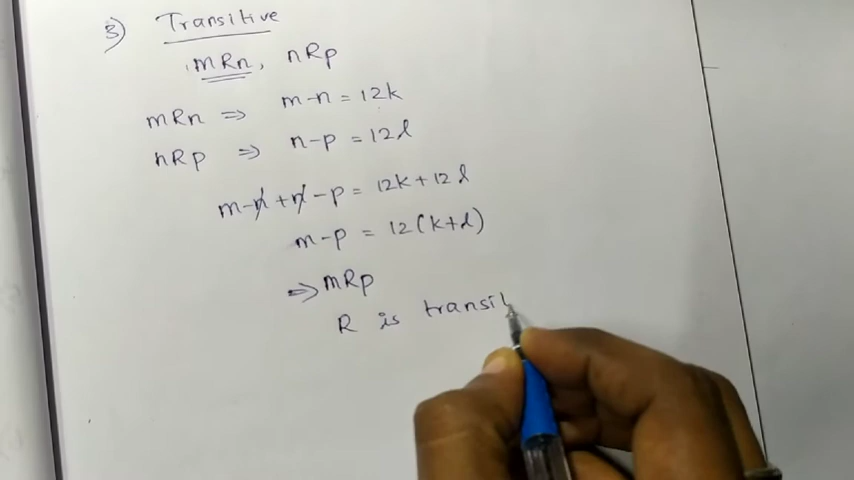 3) Transitive
mRn, nRp
mRn ⇒ m-n = 12k
nRp ⇒ n-p = 12l
m-n+n-p = 12k+12l
m-p = 12(k+l)
⇒ mRp
R is transi